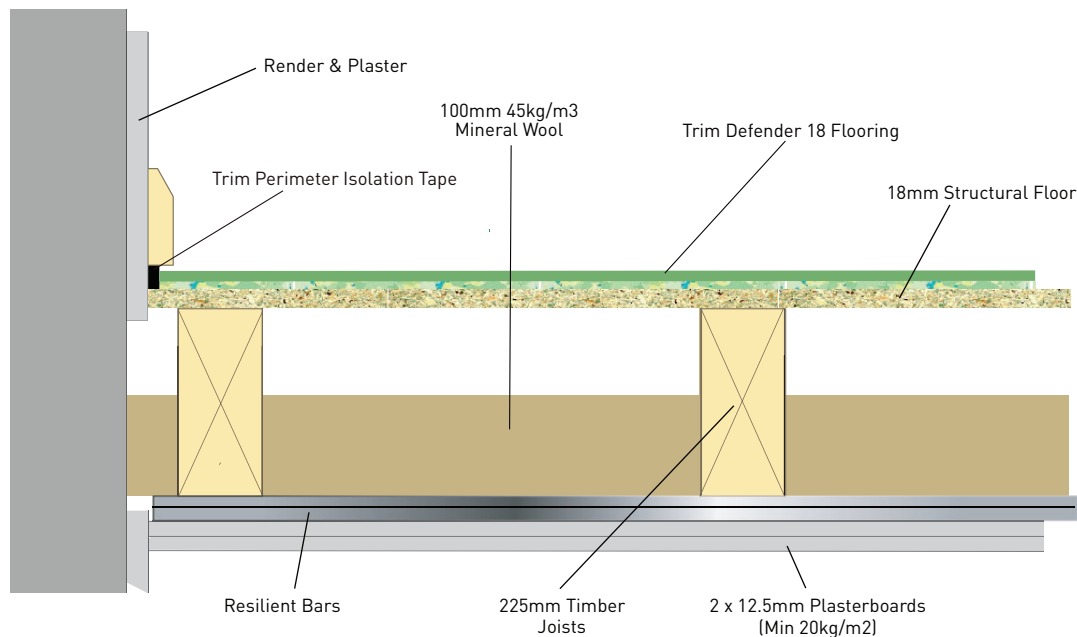 Render & Plaster
100mm 45kg/m3
Mineral Wool
Trim Defender 18 Flooring
Trim Perimeter Isolation Tape
18mm Structural Floor
Resilient Bars
225mm Timber
Joists
2 x 12.5mm Plasterboards
(Min 20kg/m2)